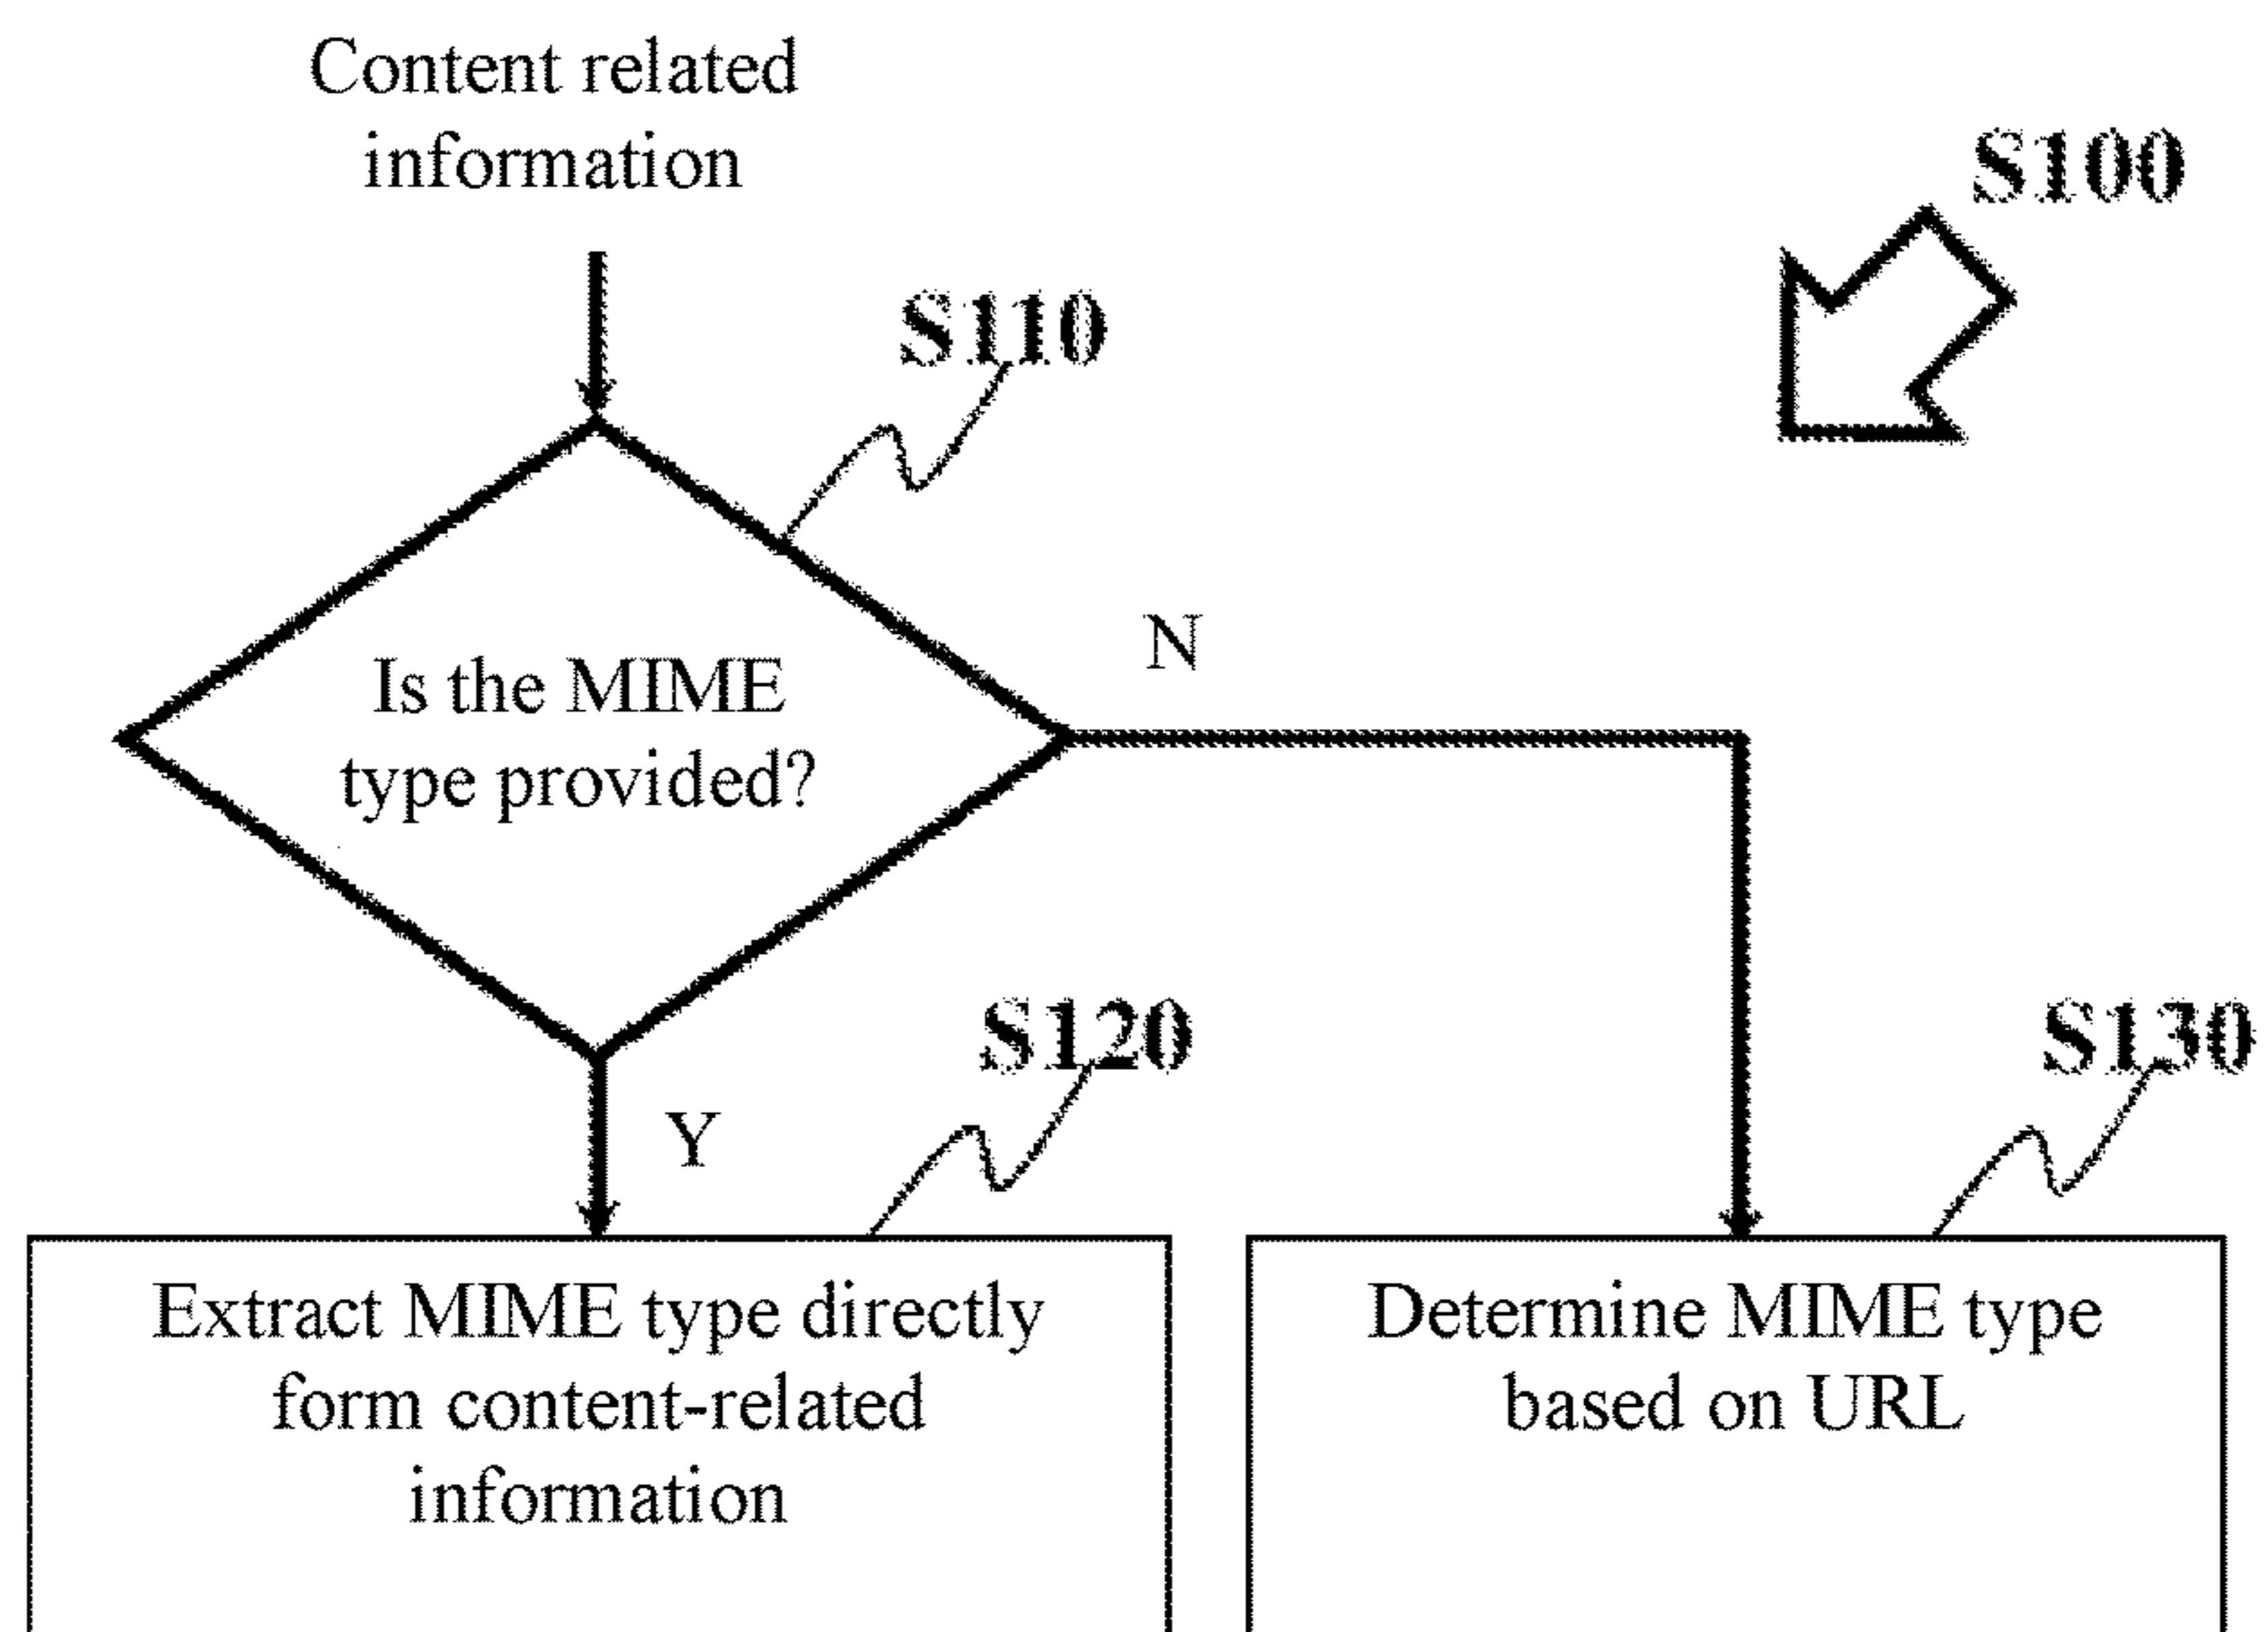 Content related
information
S100
S110
Is the MIME
type provided?
N
Y
S120
S130
Extract MIME type directly
form content-related
information
Determine MIME type
based on URL